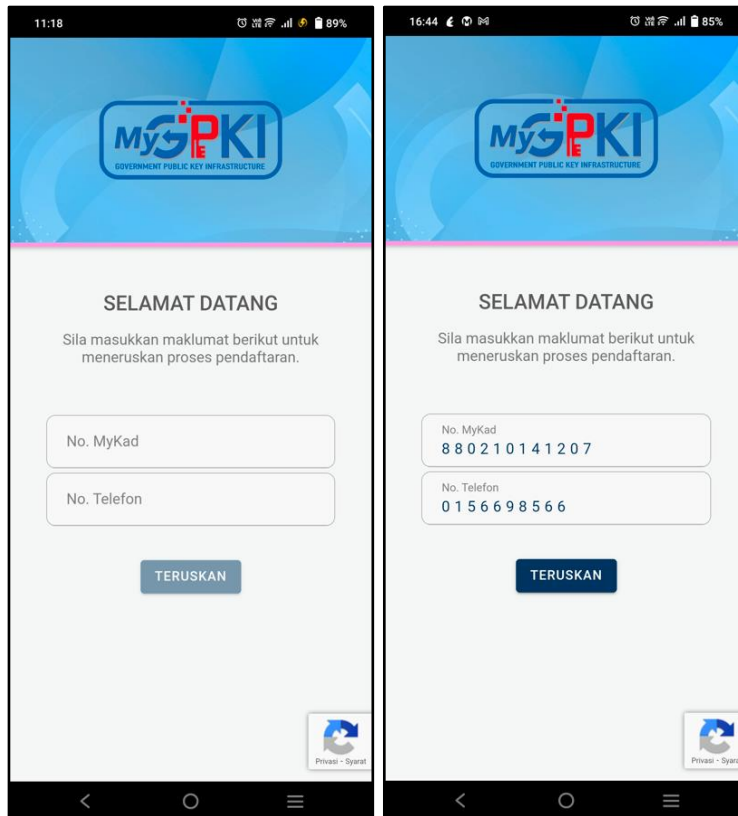 11:18
89%
MyGPKI
GOVERNMENT PUBLIC KEY INFRASTRUCTURE
SELAMAT DATANG
Sila masukkan maklumat berikut untuk
meneruskan proses pendaftaran.
No. MyKad
No. Telefon
TERUSKAN
Privasi - Syarat
16:44
85%
MyGPKI
GOVERNMENT PUBLIC KEY INFRASTRUCTURE
SELAMAT DATANG
Sila masukkan maklumat berikut untuk
meneruskan proses pendaftaran.
No. MyKad
880210141207
No. Telefon
0156698566
TERUSKAN
Privasi - Syarat